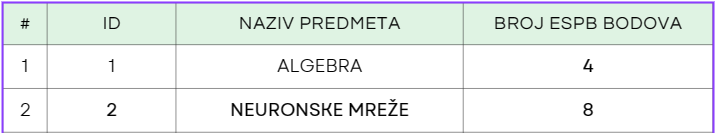 # ID NAZIV PREDMETA BROJ ESPB BODOVA
1 1 ALGEBRA 4
2 2 NEURONSKE MREŽE 8